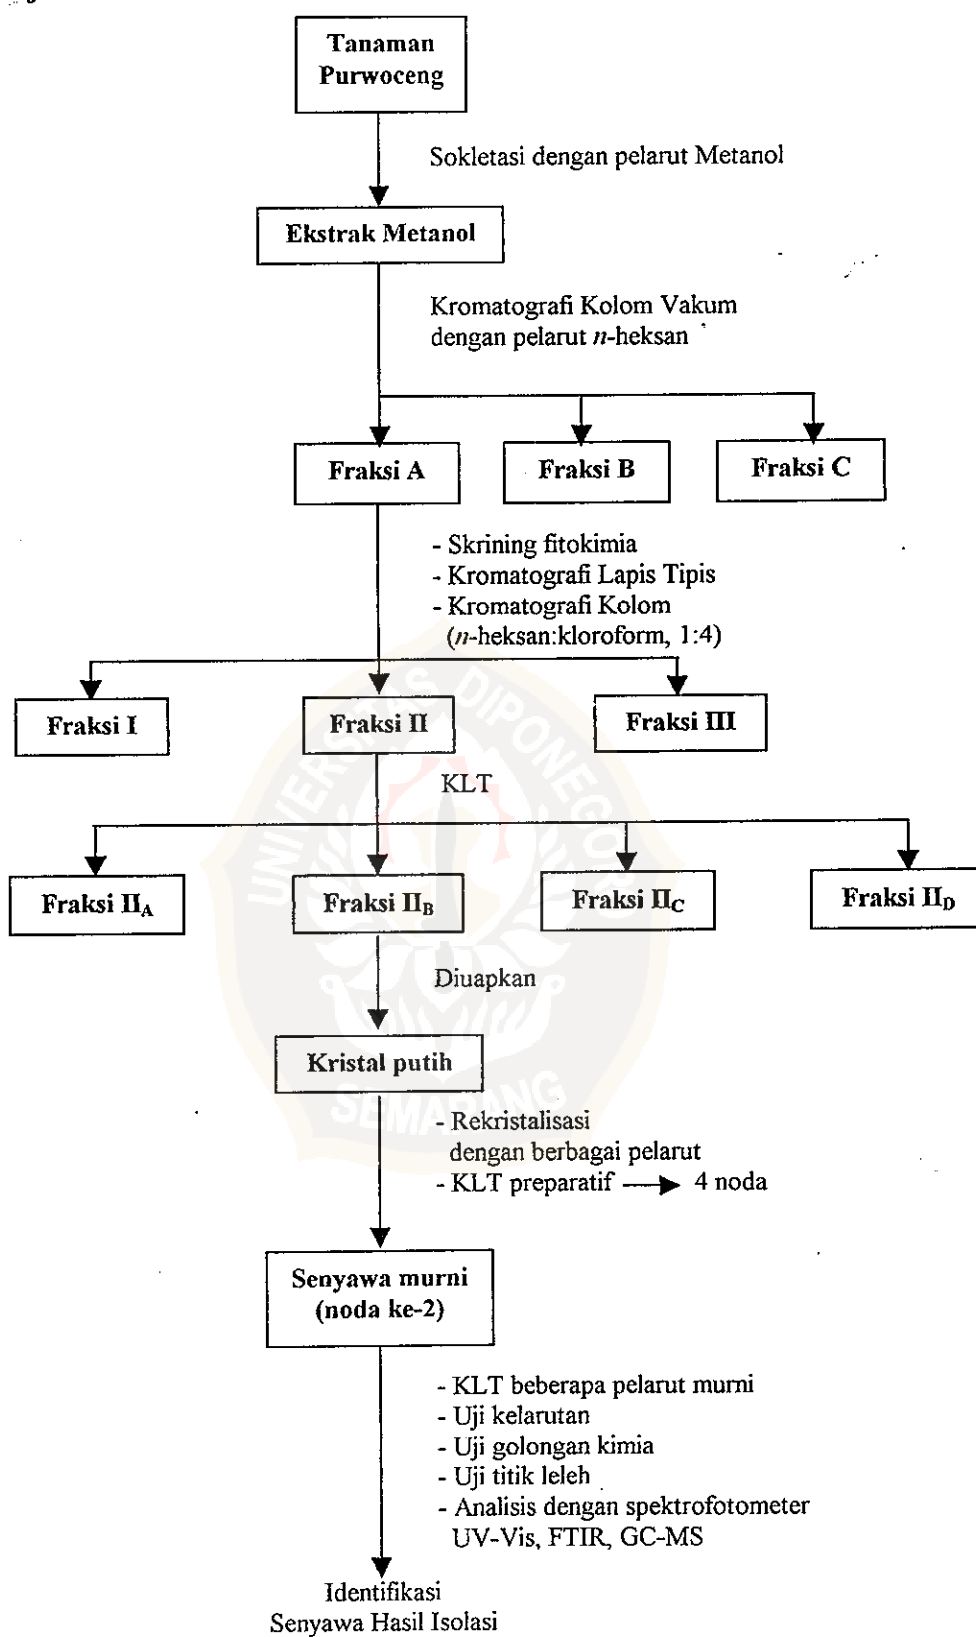 Tanaman
Purwoceng
Sokletasi dengan pelarut Metanol
Ekstrak Metanol
Kromatografi Kolom Vakum
dengan pelarut n-heksan
Fraksi A
Fraksi B
Fraksi C
- Skrining fitokimia
- Kromatografi Lapis Tipis
- Kromatografi Kolom
(n-heksan:kloroform, 1:4)
Fraksi I
Fraksi II
Fraksi III
KLT
Fraksi IIA
Fraksi IIB
Fraksi IIC
Fraksi IID
Diuapkan
Kristal putih
- Rekristalisasi
dengan berbagai pelarut
- KLT preparatif → 4 noda
Senyawa murni
(noda ke-2)
- KLT beberapa pelarut murni
- Uji kelarutan
- Uji golongan kimia
- Uji titik leleh
- Analisis dengan spektrofotometer
UV-Vis, FTIR, GC-MS
Identifikasi
Senyawa Hasil Isolasi
UNIVERSITAS DIPONEGORO
SEMARANG